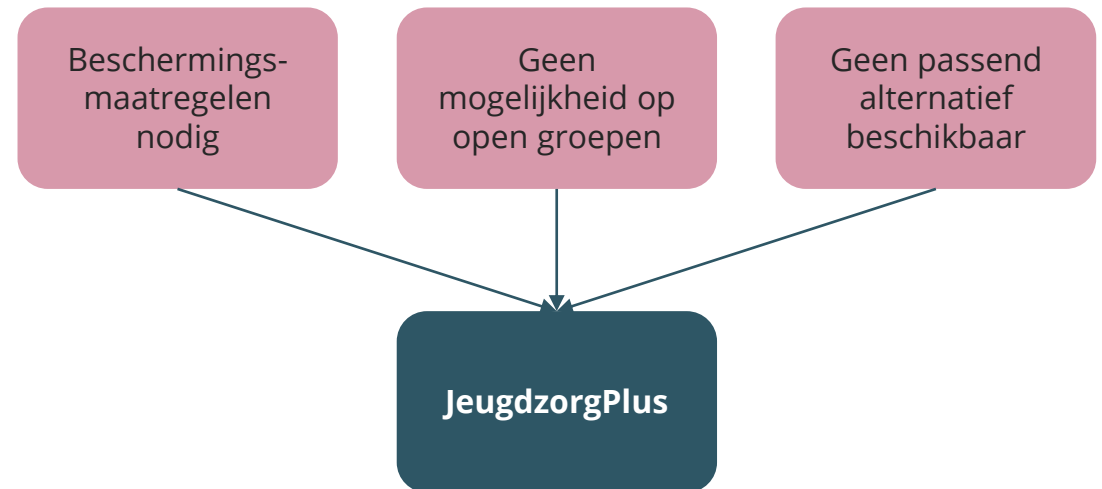 Beschermings-
maatregelen
nodig
Geen
mogelijkheid op
open groepen
Geen passend
alternatief
beschikbaar
JeugdzorgPlus